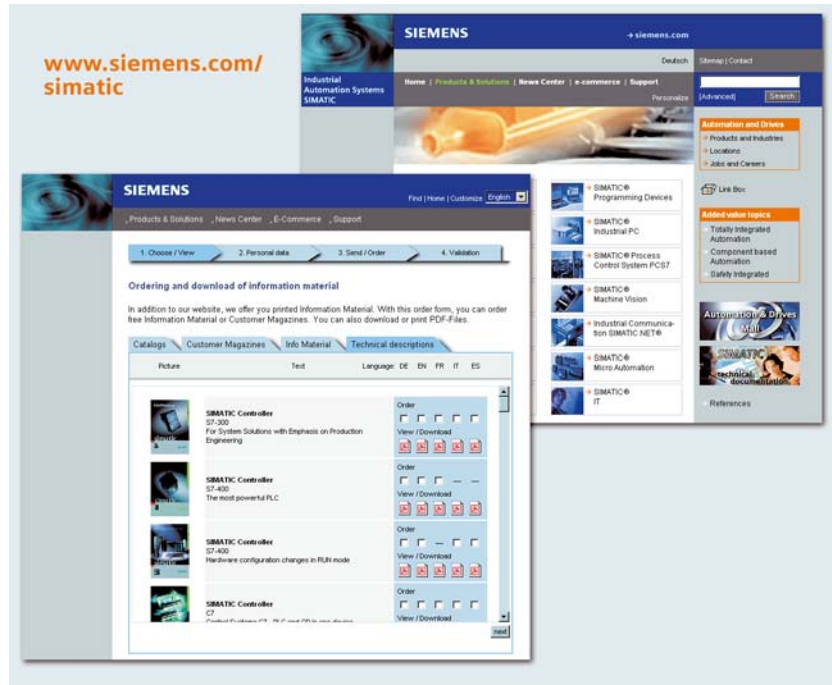 www.siemens.com/
simatic
SIEMENS
→ siemens.com
Deutsch
Sitemap | Contact
Industrial
Automation Systems
SIMATIC
Home | Products & Solutions | News Center | e-commerce | Support
Personalize
[Advanced]
Search
Automation and Drives
Products and Industries
Locations
Jobs and Careers
Link Box
Added value topics
Totally Integrated
Automation
Component based
Automation
Safety Integrated
Automation & Drives
Mall
SIMATIC
technical
documentation
References
SIMATIC®
Programming Devices
SIMATIC®
Industrial PC
SIMATIC® Process
Control System PCS7
SIMATIC®
Machine Vision
Industrial Communica-
tion SIMATIC NET®
SIMATIC®
Micro Automation
SIMATIC®
IT
SIEMENS
Find | Home | Customize English
Products & Solutions News Center E-Commerce Support
1. Choose / View 2. Personal data 3. Send / Order 4. Validation
Ordering and download of information material
In addition to our website, we offer you printed Information Material. With this order form, you can order
free Information Material or Customer Magazines. You can also download or print PDF-Files.
Catalogs Customer Magazines Info Material Technical descriptions
Picture Text Language: DE EN FR IT ES
SIMATIC Controller
S7-300
For System Solutions with Emphasis on Production
Engineering
Order
View / Download
SIMATIC Controller
S7-400
The most powerful PLC
Order
View / Download
SIMATIC Controller
S7-400
Hardware configuration changes in RUN mode
Order
View / Download
SIMATIC Controller
C7
Order
View / Download
next